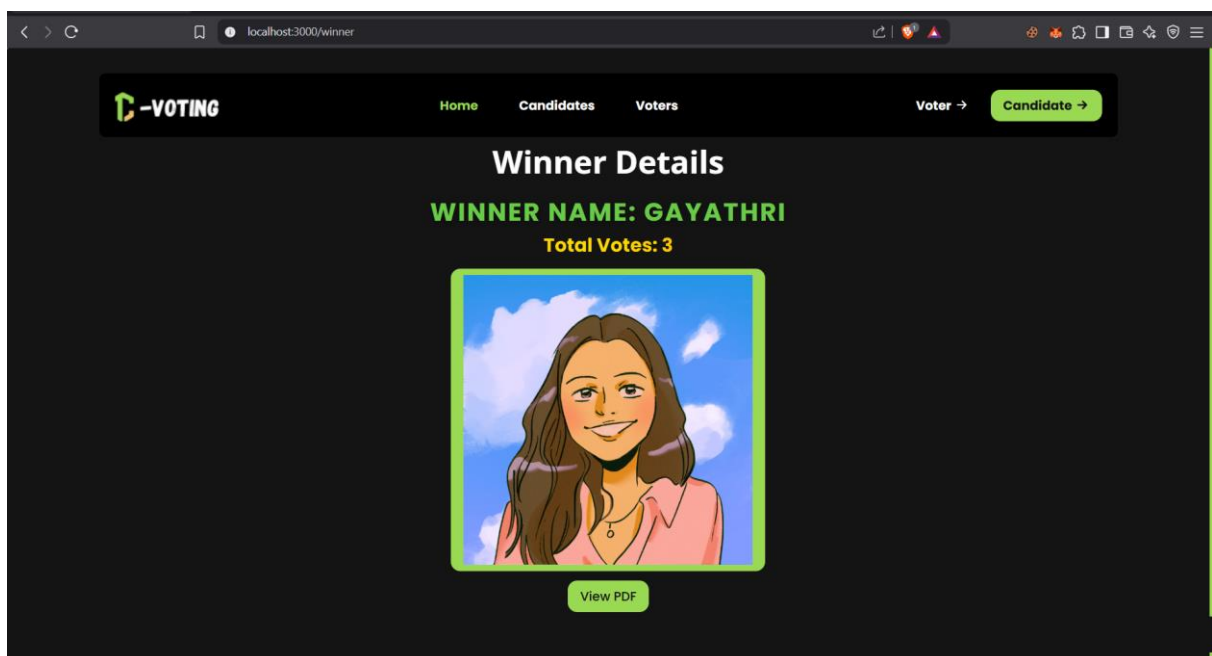 localhost:3000/winner
-VOTING
Home Candidates Voters Voter → Candidate →
Winner Details
WINNER NAME: GAYATHRI
Total Votes: 3
View PDF